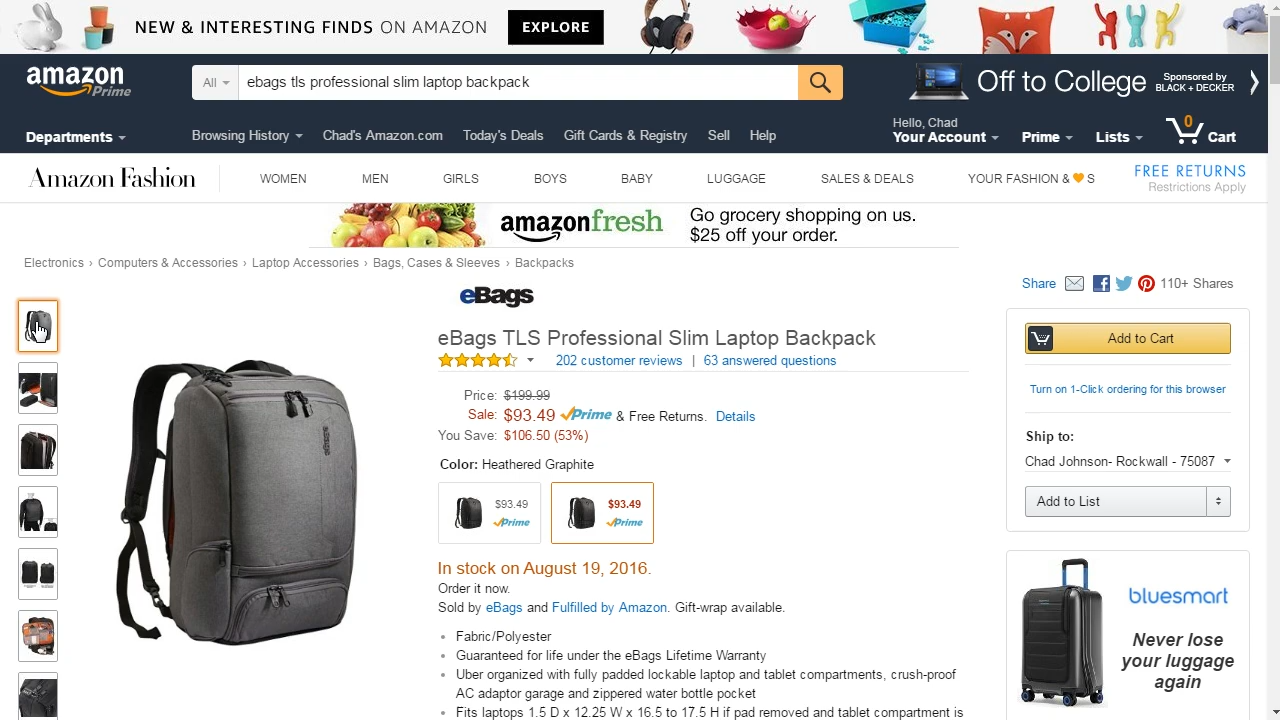 NEW & INTERESTING FINDS ON AMAZON EXPLORE
amazon Prime
All
ebags tls professional slim laptop backpack
Off to College
Sponsored by
BLACK + DECKER
Departments
Browsing History
Chad's Amazon.com
Today's Deals
Gift Cards & Registry
Sell
Help
Hello, Chad
Your Account
Prime
Lists
0
Cart
Amazon Fashion
WOMEN
MEN
GIRLS
BOYS
BABY
LUGGAGE
SALES & DEALS
YOUR FASHION & 🧡 S
FREE RETURNS
Restrictions Apply
amazonfresh
Go grocery shopping on us.
$25 off your order.
Electronics › Computers & Accessories › Laptop Accessories › Bags, Cases & Sleeves › Backpacks
Share
110+ Shares
eBags
eBags TLS Professional Slim Laptop Backpack
202 customer reviews | 63 answered questions
Price: $199.99
Sale: $93.49 Prime & Free Returns. Details
You Save: $106.50 (53%)
Color: Heathered Graphite
$93.49
Prime
$93.49
Prime
In stock on August 19, 2016.
Order it now.
Sold by eBags and Fulfilled by Amazon. Gift-wrap available.
• Fabric/Polyester
• Guaranteed for life under the eBags Lifetime Warranty
• Uber organized with fully padded lockable laptop and tablet compartments, crush-proof
AC adaptor garage and zippered water bottle pocket
• Fits laptops 1.5 D x 12.25 W x 16.5 to 17.5 H if pad removed and tablet compartment is
Add to Cart
Turn on 1-Click ordering for this browser
Ship to:
Chad Johnson- Rockwall - 75087
Add to List
bluesmart
Never lose
your luggage
again